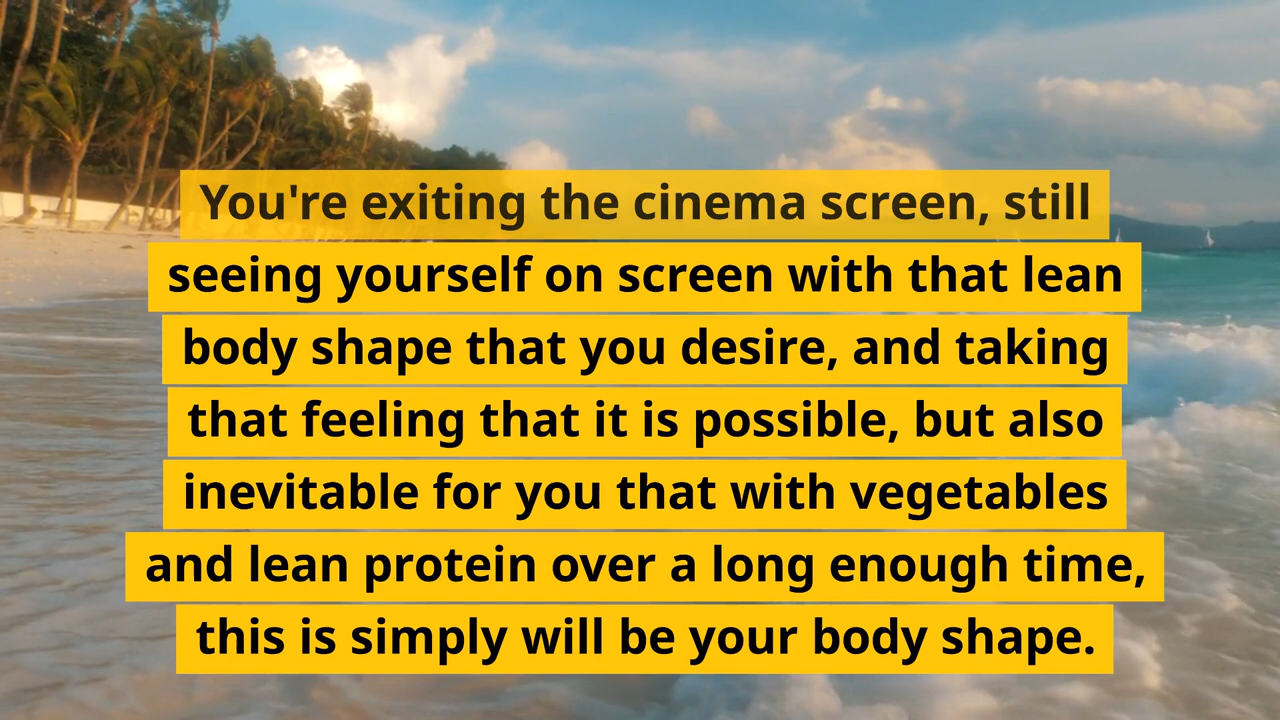 You're exiting the cinema screen, still
seeing yourself on screen with that lean
body shape that you desire, and taking
that feeling that it is possible, but also
inevitable for you that with vegetables
and lean protein over a long enough time,
this is simply will be your body shape.